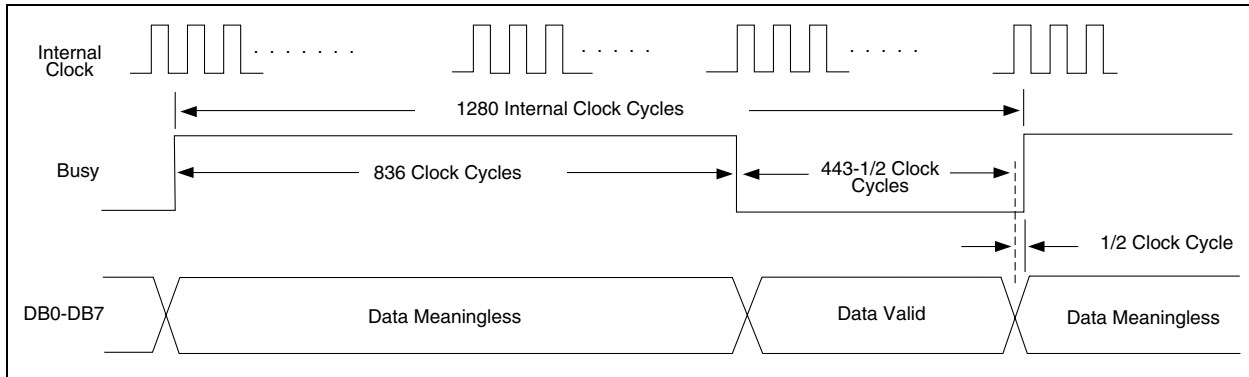 Internal
Clock
1280 Internal Clock Cycles
Busy
836 Clock Cycles
443-1/2 Clock
Cycles
1/2 Clock Cycle
DB0-DB7
Data Meaningless
Data Valid
Data Meaningless